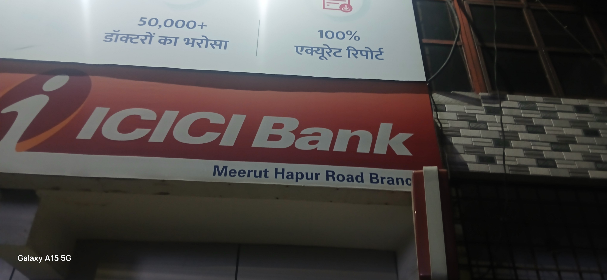 50,000+
डॉक्टरों का भरोसा
100%
एक्यूरेट रिपोर्ट
ICICI Bank
Meerut Hapur Road Branc
Galaxy A15 5G